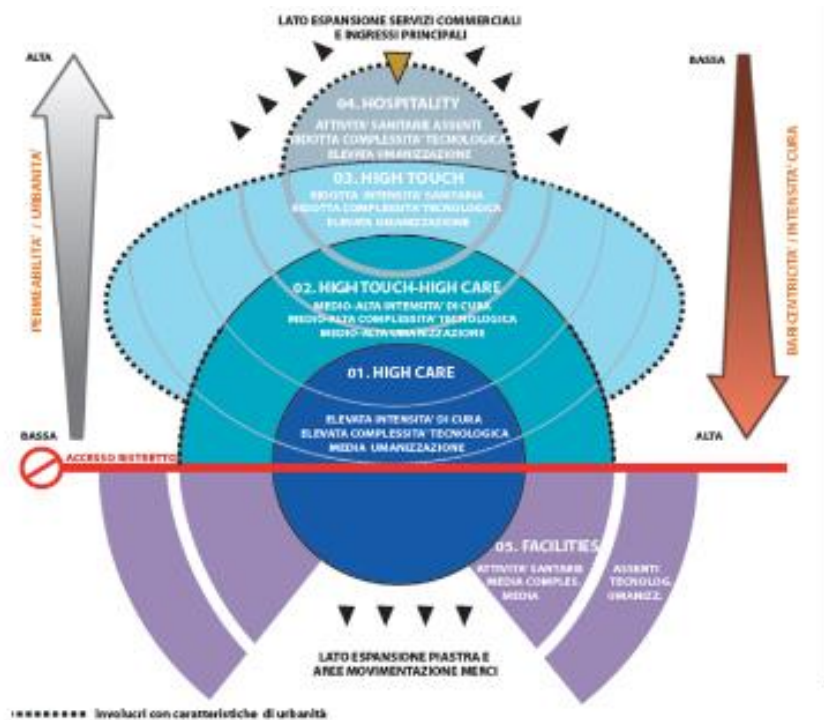 LATO ESPANSIONE SERVIZI COMMERCIALI
E INGRESSI PRINCIPALI
ALTA
BASSA
04. HOSPITALITY
ATTIVITA' SANITARIE ASSENTI
RIDOTTA COMPLESSITA' TECNOLOGICA
ELEVATA UMANIZZAZIONE
03. HIGH TOUCH
RIDOTTA INTENSITA' SANITARIA
RIDOTTA COMPLESSITA' TECNOLOGICA
ELEVATA UMANIZZAZIONE
PERMEABILITA' / URBANITA'
BARICENTRICITA' / INTENSITA' CURA
02. HIGH TOUCH-HIGH CARE
MEDIO-ALTA INTENSITA' DI CURA
MEDIO-ALTA COMPLESSITA' TECNOLOGICA
MEDIO-ALTA UMANIZZAZIONE
01. HIGH CARE
ELEVATA INTENSITA' DI CURA
ELEVATA COMPLESSITA' TECNOLOGICA
MEDIA UMANIZZAZIONE
BASSA
ALTA
ACCESSO RISTRETTO
05. FACILITIES
ATTIVITA' SANITARIE ASSENTI
MEDIA COMPLES. TECNOLOG.
MEDIA UMANIZZ.
LATO ESPANSIONE PIASTRA E
AREE MOVIMENTAZIONE MERCI
Involucri con caratteristiche di urbanità